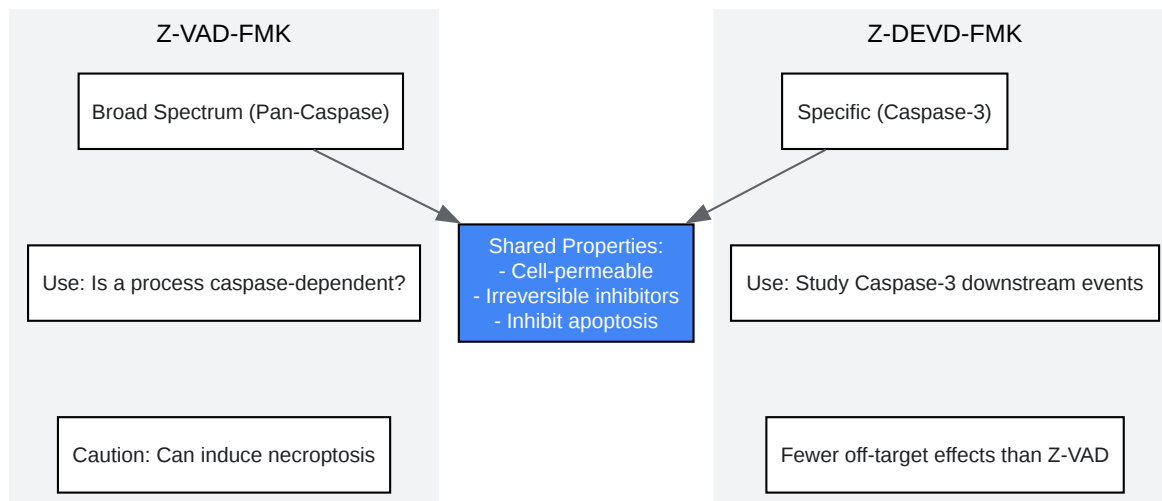 Z-VAD-FMK
Broad Spectrum (Pan-Caspase)
Use: Is a process caspase-dependent?
Caution: Can induce necroptosis
Shared Properties:
- Cell-permeable
- Irreversible inhibitors
- Inhibit apoptosis
Z-DEVD-FMK
Specific (Caspase-3)
Use: Study Caspase-3 downstream events
Fewer off-target effects than Z-VAD